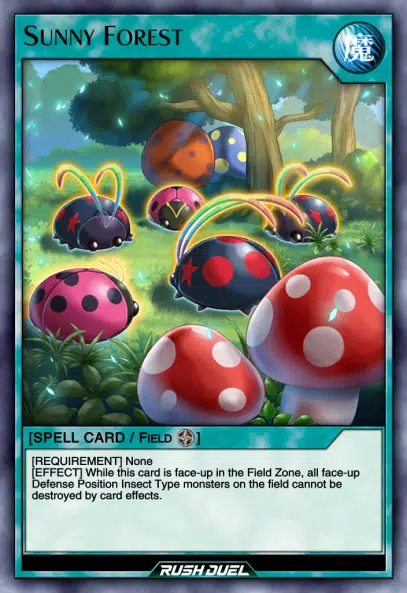 Sunny Forest
魔
[SPELL CARD / Field]
[REQUIREMENT] None
[EFFECT] While this card is face-up in the Field Zone, all face-up
Defense Position Insect Type monsters on the field cannot be
destroyed by card effects.
RUSH DUEL